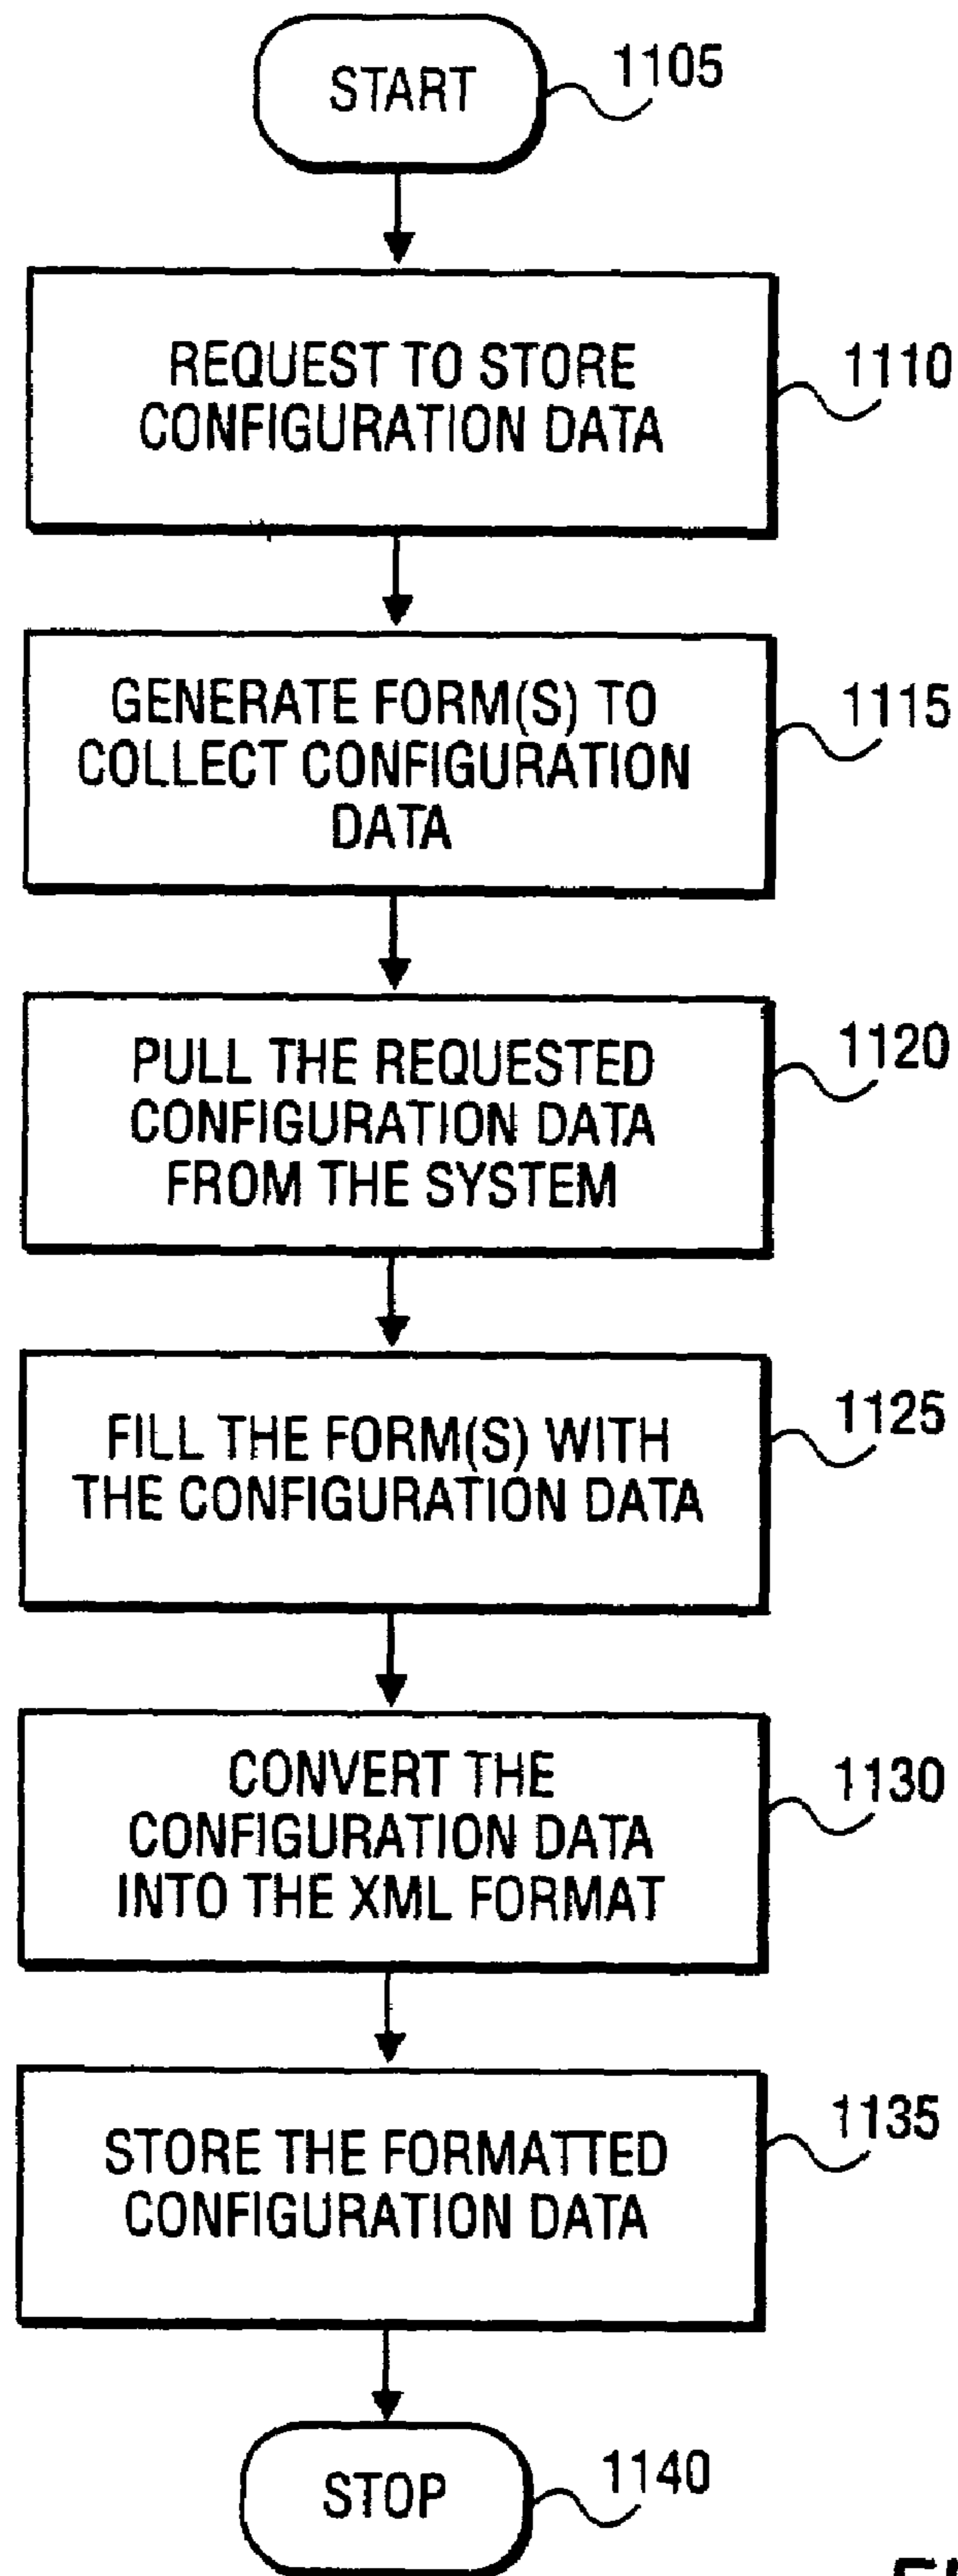 START
1105
REQUEST TO STORE
CONFIGURATION DATA
1110
GENERATE FORM(S) TO
COLLECT CONFIGURATION
DATA
1115
PULL THE REQUESTED
CONFIGURATION DATA
FROM THE SYSTEM
1120
FILL THE FORM(S) WITH
THE CONFIGURATION DATA
1125
CONVERT THE
CONFIGURATION DATA
INTO THE XML FORMAT
1130
STORE THE FORMATTED
CONFIGURATION DATA
1135
STOP
1140